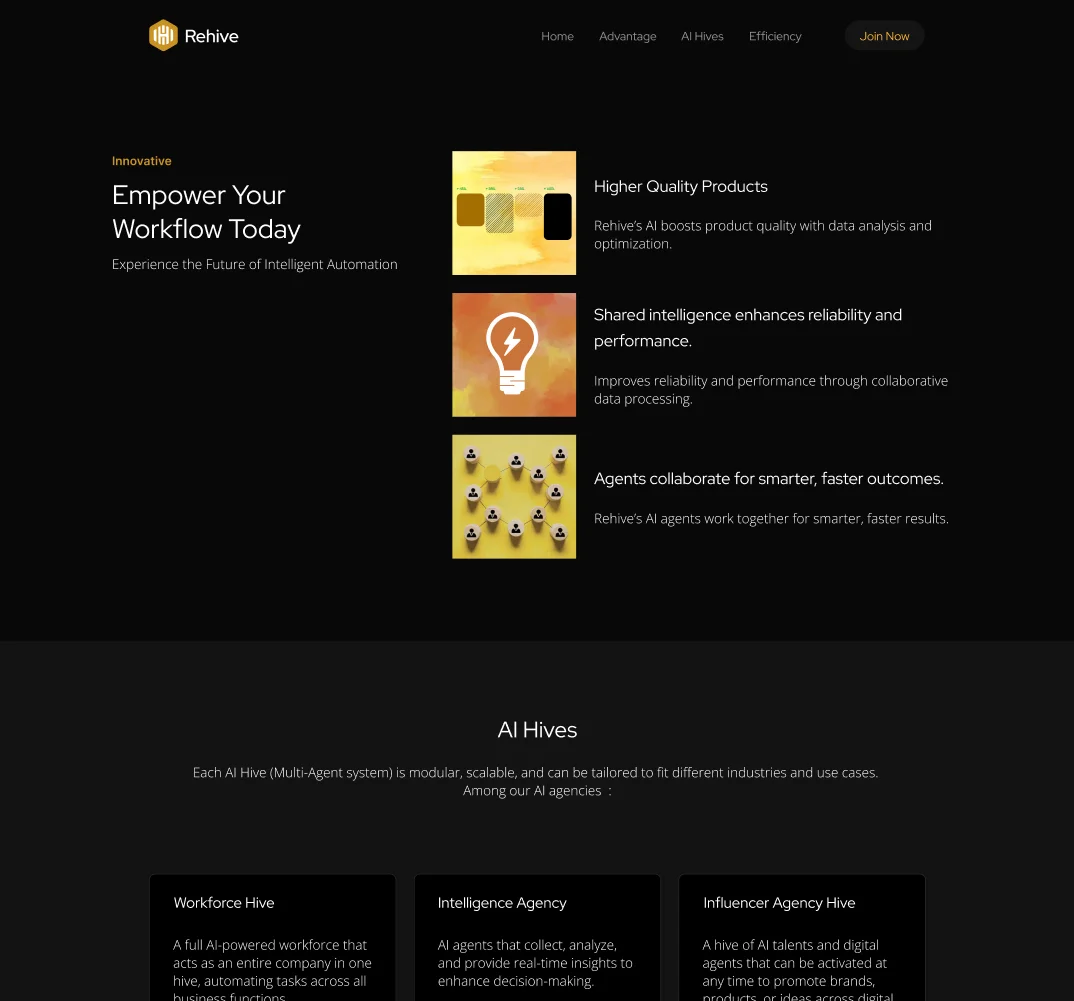 Rehive
Home
Advantage
AI Hives
Efficiency
Join Now
Innovative
Empower Your
Workflow Today
Experience the Future of Intelligent Automation
Higher Quality Products
Rehive’s AI boosts product quality with data analysis and
optimization.
Shared intelligence enhances reliability and
performance.
Improves reliability and performance through collaborative
data processing.
Agents collaborate for smarter, faster outcomes.
Rehive’s AI agents work together for smarter, faster results.
AI Hives
Each AI Hive (Multi-Agent system) is modular, scalable, and can be tailored to fit different industries and use cases.
Among our AI agencies  :
Workforce Hive
A full AI-powered workforce that
acts as an entire company in one
hive, automating tasks across all
business functions
Intelligence Agency
AI agents that collect, analyze,
and provide real-time insights to
enhance decision-making.
Influencer Agency Hive
A hive of AI talents and digital
agents that can be activated at
any time to promote brands,
products, or ideas across digital